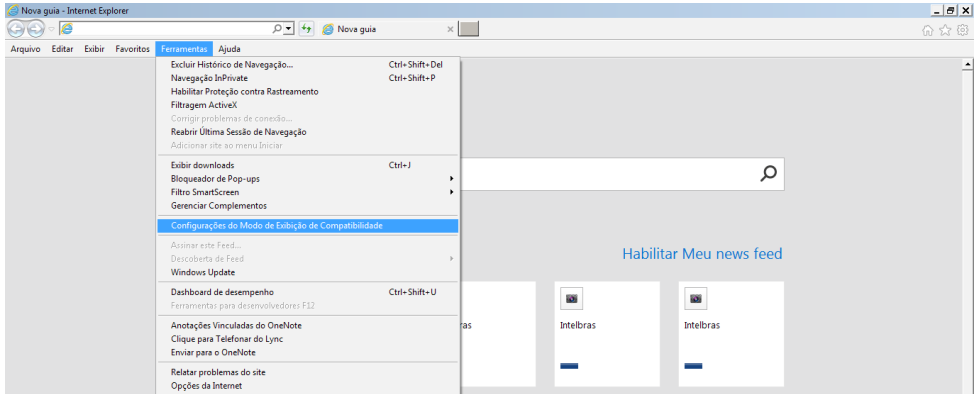 Nova guia - Internet Explorer
Nova guia
Arquivo Editar Exibir Favoritos Ferramentas Ajuda
Excluir Histórico de Navegação... Ctrl+Shift+Del
Navegação InPrivate Ctrl+Shift+P
Habilitar Proteção contra Rastreamento
Filtragem ActiveX
Corrigir problemas de conexão...
Reabrir Última Sessão de Navegação
Adicionar site ao menu Iniciar
Exibir downloads Ctrl+J
Bloqueador de Pop-ups
Filtro SmartScreen
Gerenciar Complementos
Configurações do Modo de Exibição de Compatibilidade
Assinar este Feed...
Descoberta de Feed
Windows Update
Dashboard de desempenho Ctrl+Shift+U
Ferramentas para desenvolvedores F12
Anotações Vinculadas do OneNote
Clique para Telefonar do Lync
Enviar para o OneNote
Relatar problemas do site
Opções da Internet
Habilitar Meu news feed
ras
Intelbras
Intelbras